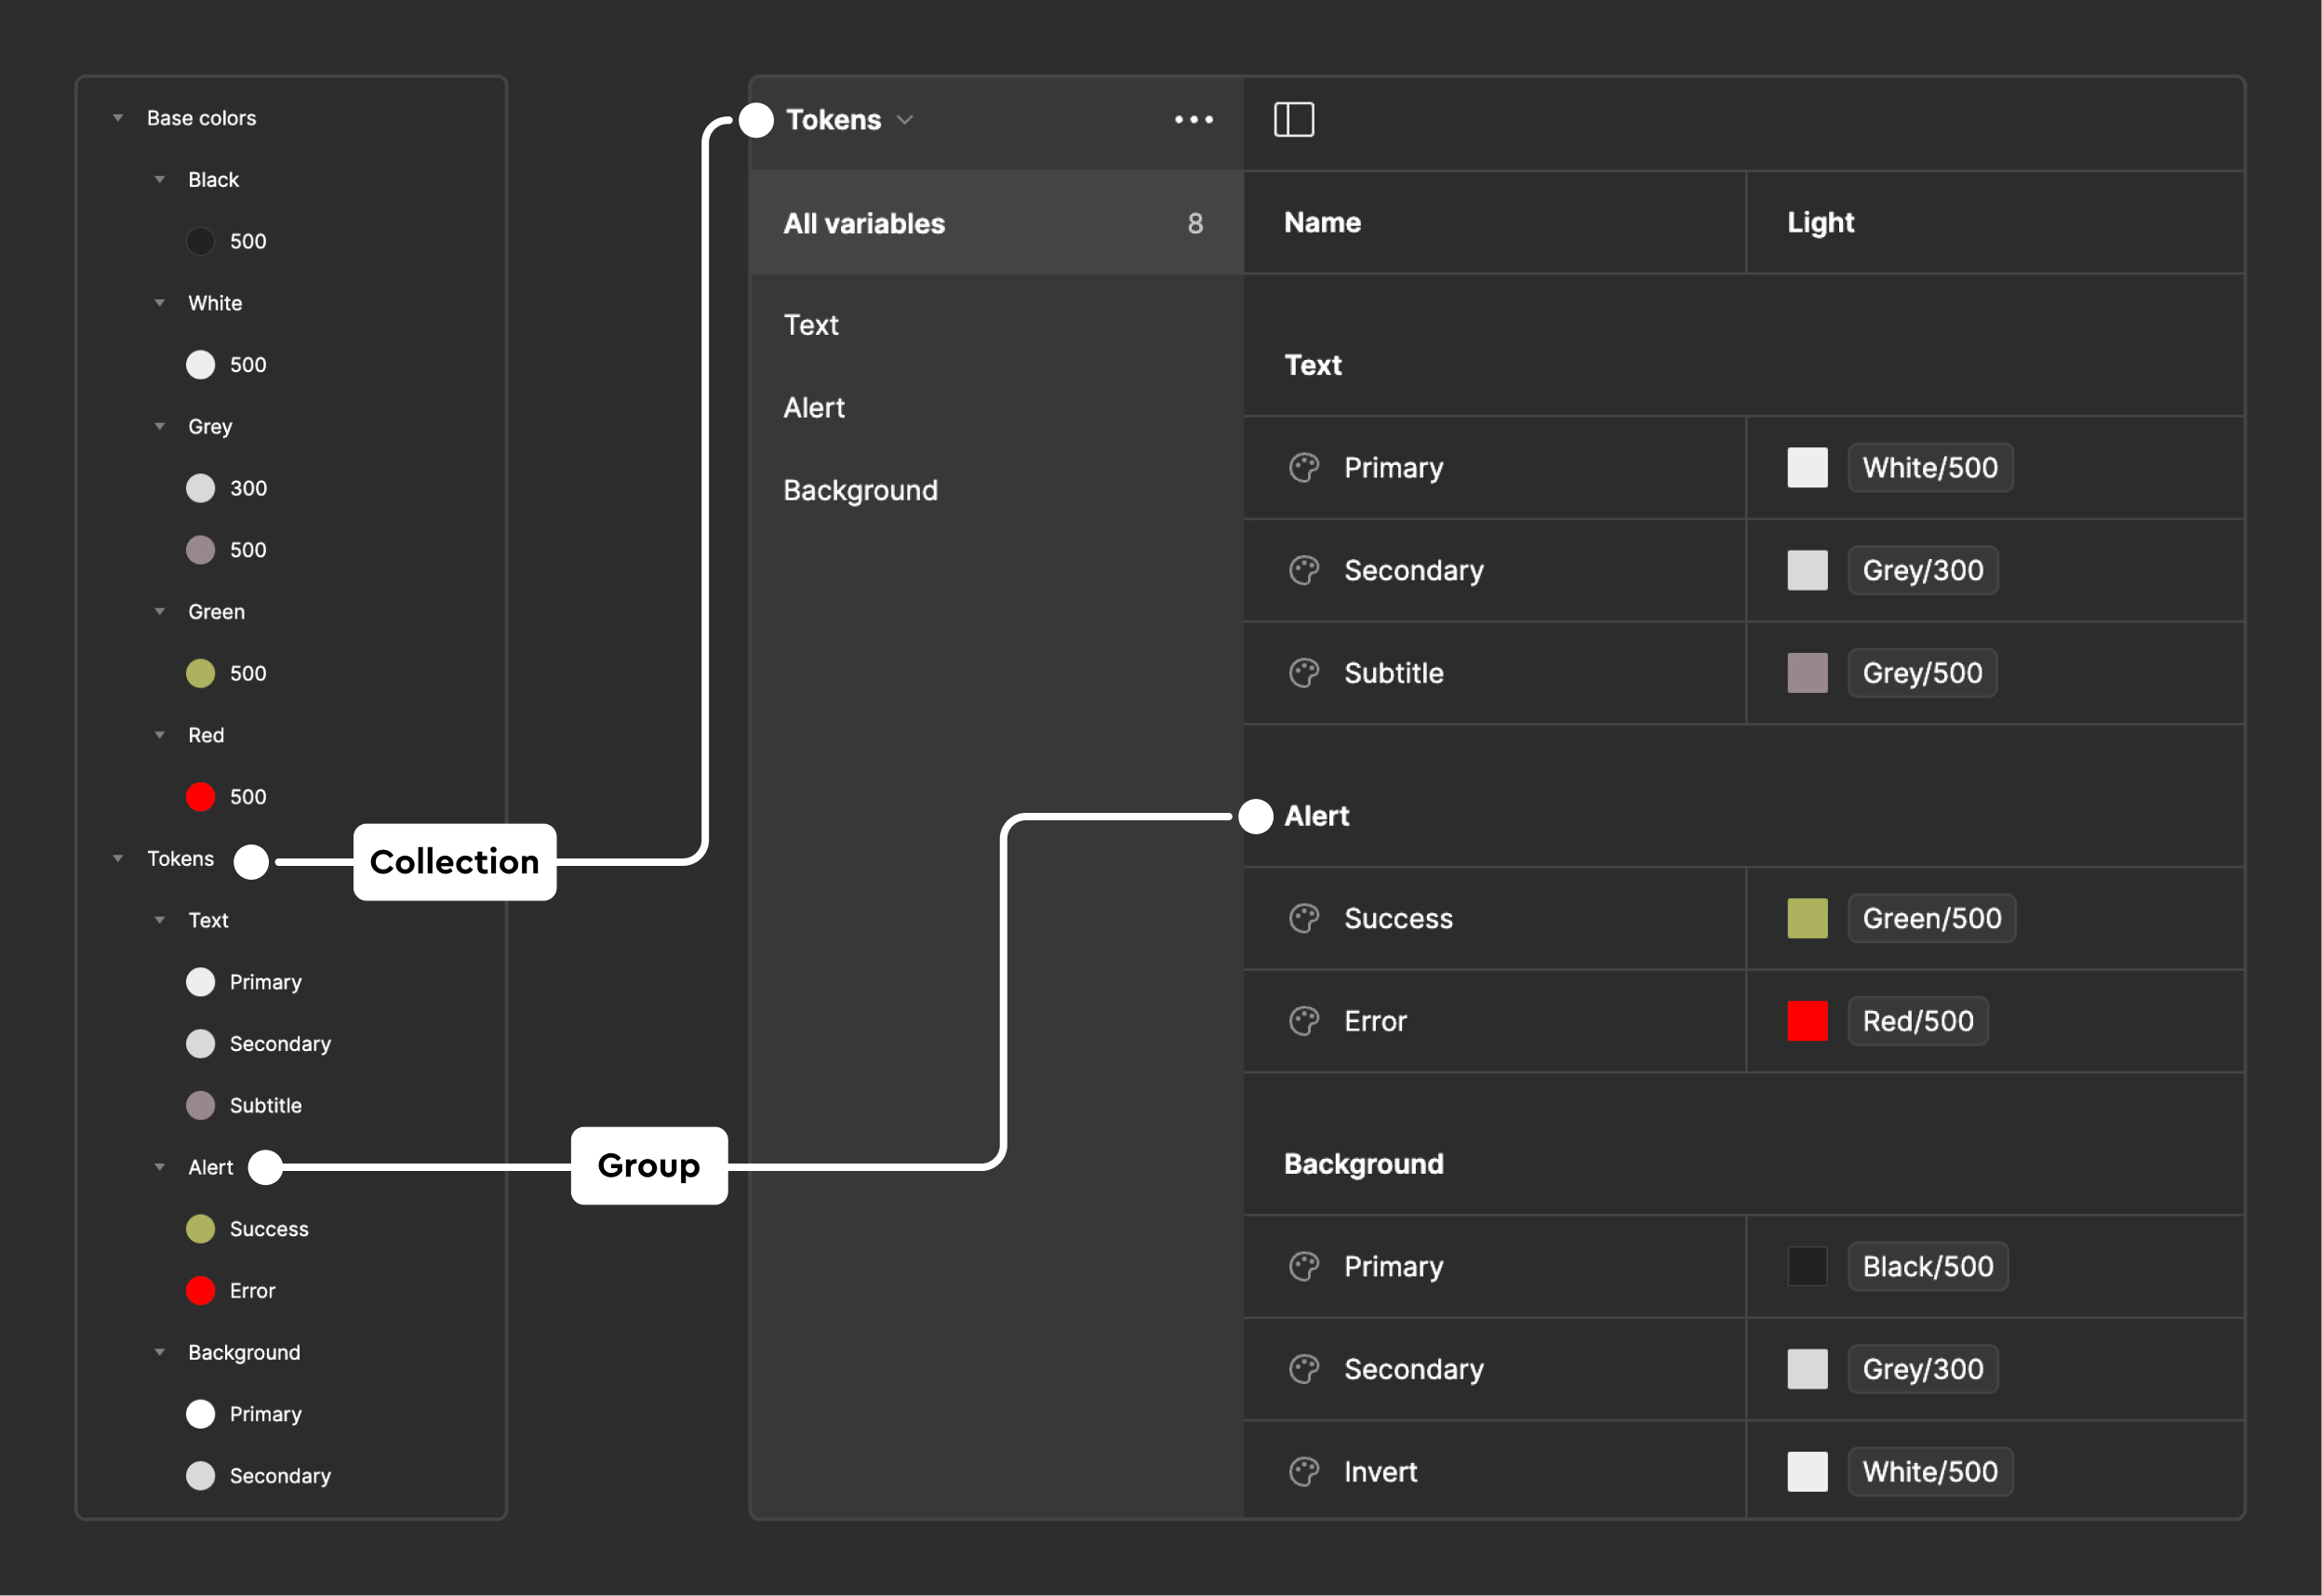 Base colors
Black
500
White
500
Grey
300
500
Green
500
Red
500
Tokens
Collection
Text
Primary
Secondary
Subtitle
Alert
Group
Success
Error
Background
Primary
Secondary
Tokens
All variables 8
Text
Alert
Background
Name Light
Text
Primary White/500
Secondary Grey/300
Subtitle Grey/500
Alert
Success Green/500
Error Red/500
Background
Primary Black/500
Secondary Grey/300
Invert White/500